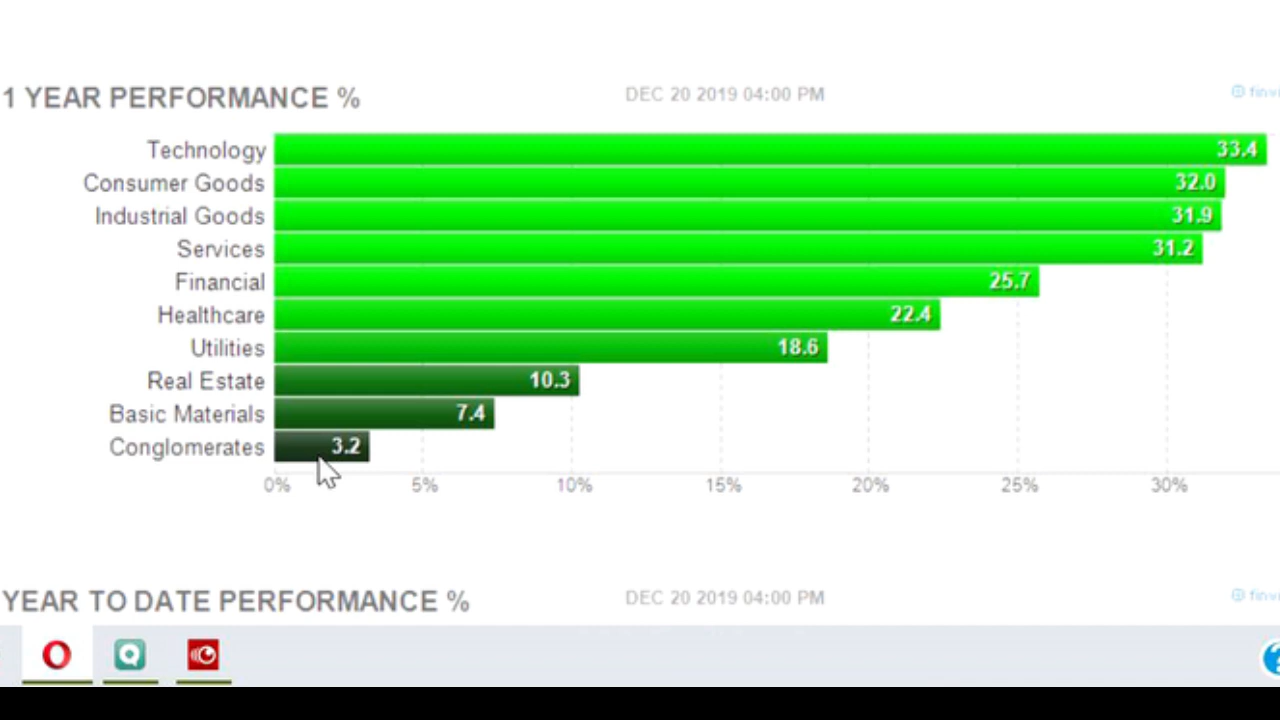 1 YEAR PERFORMANCE % DEC 20 2019 04:00 PM
Technology 33.4
Consumer Goods 32.0
Industrial Goods 31.9
Services 31.2
Financial 25.7
Healthcare 22.4
Utilities 18.6
Real Estate 10.3
Basic Materials 7.4
Conglomerates 3.2
0% 5% 10% 15% 20% 25% 30%
YEAR TO DATE PERFORMANCE % DEC 20 2019 04:00 PM